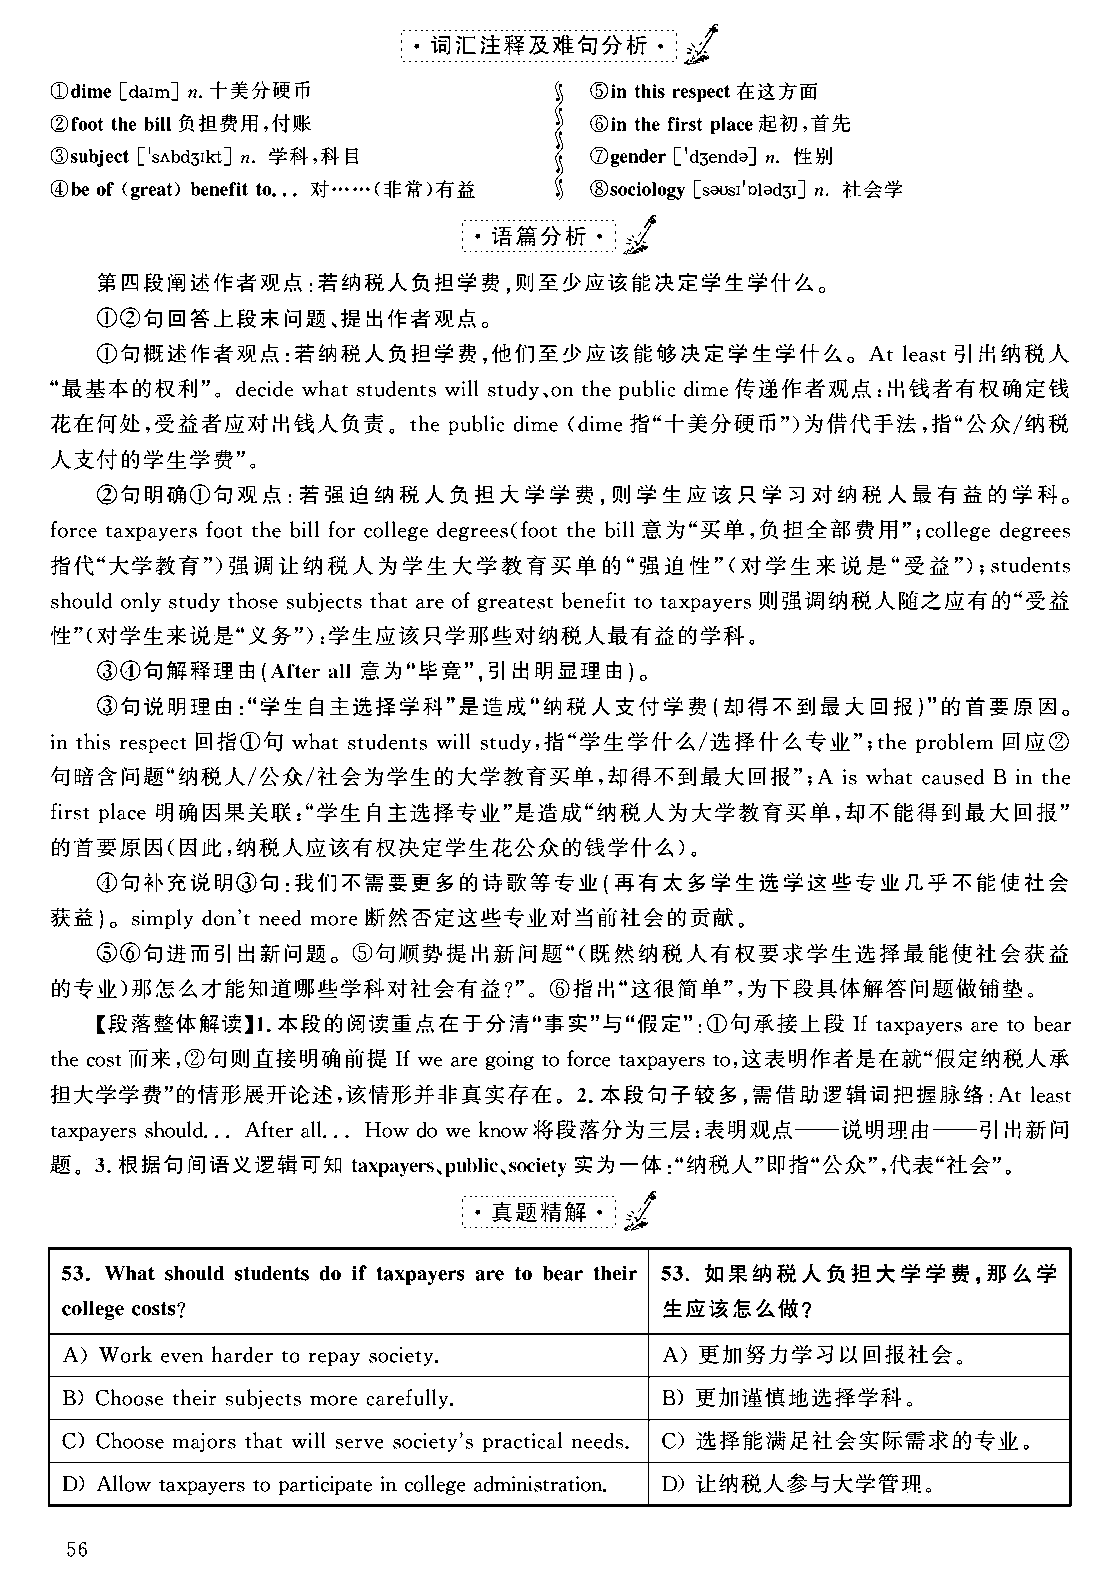 ·词汇注释及难句分析·
①dime [daɪm] n. 十美分硬币
②foot the bill 负担费用,付账
③subject [ˈsʌbdʒɪkt] n. 学科,科目
④be of (great) benefit to... 对……(非常)有益
⑤in this respect 在这方面
⑥in the first place 起初,首先
⑦gender [ˈdʒendə] n. 性别
⑧sociology [səʊsɪˈɒlədʒɪ] n. 社会学
·语篇分析·
第四段阐述作者观点:若纳税人负担学费,则至少应该能决定学生学什么。
①②句回答上段末问题、提出作者观点。
①句概述作者观点:若纳税人负担学费,他们至少应该能够决定学生学什么。At least 引出纳税人
“最基本的权利”。decide what students will study、on the public dime 传递作者观点:出钱者有权确定钱
花在何处,受益者应对出钱人负责。the public dime (dime 指“十美分硬币”)为借代手法,指“公众/纳税
人支付的学生学费”。
②句明确①句观点:若强迫纳税人负担大学学费,则学生应该只学习对纳税人最有益的学科。
force taxpayers foot the bill for college degrees(foot the bill 意为“买单,负担全部费用”;college degrees
指代“大学教育”)强调让纳税人为学生大学教育买单的“强迫性”(对学生来说是“受益”);students
should only study those subjects that are of greatest benefit to taxpayers 则强调纳税人随之应有的“受益
性”(对学生来说是“义务”):学生应该只学那些对纳税人最有益的学科。
③④句解释理由(After all 意为“毕竟”,引出明显理由)。
③句说明理由:“学生自主选择学科”是造成“纳税人支付学费(却得不到最大回报)”的首要原因。
in this respect 回指①句 what students will study,指“学生学什么/选择什么专业”;the problem 回应②
句暗含问题“纳税人/公众/社会为学生的大学教育买单,却得不到最大回报”;A is what caused B in the
first place 明确因果关联:“学生自主选择专业”是造成“纳税人为大学教育买单,却不能得到最大回报”
的首要原因(因此,纳税人应该有权决定学生花公众的钱学什么)。
④句补充说明③句:我们不需要更多的诗歌等专业(再有太多学生选学这些专业几乎不能使社会
获益)。simply don't need more 断然否定这些专业对当前社会的贡献。
⑤⑥句进而引出新问题。⑤句顺势提出新问题“(既然纳税人有权要求学生选择最能使社会获益
的专业)那怎么才能知道哪些学科对社会有益?”。⑥指出“这很简单”,为下段具体解答问题做铺垫。
【段落整体解读】1. 本段的阅读重点在于分清“事实”与“假定”:①句承接上段 If taxpayers are to bear
the cost 而来,②句则直接明确前提 If we are going to force taxpayers to,这表明作者是在就“假定纳税人承
担大学学费”的情形展开论述,该情形并非真实存在。2. 本段句子较多,需借助逻辑词把握脉络:At least
taxpayers should... After all... How do we know 将段落分为三层:表明观点——说明理由——引出新问
题。3. 根据句间语义逻辑可知 taxpayers、public、society 实为一体:“纳税人”即指“公众”,代表“社会”。
·真题精解·
53. What should students do if taxpayers are to bear their
college costs?
53. 如果纳税人负担大学学费,那么学
生应该怎么做?
A) Work even harder to repay society.
A) 更加努力学习以回报社会。
B) Choose their subjects more carefully.
B) 更加谨慎地选择学科。
C) Choose majors that will serve society's practical needs.
C) 选择能满足社会实际需求的专业。
D) Allow taxpayers to participate in college administration.
D) 让纳税人参与大学管理。
56